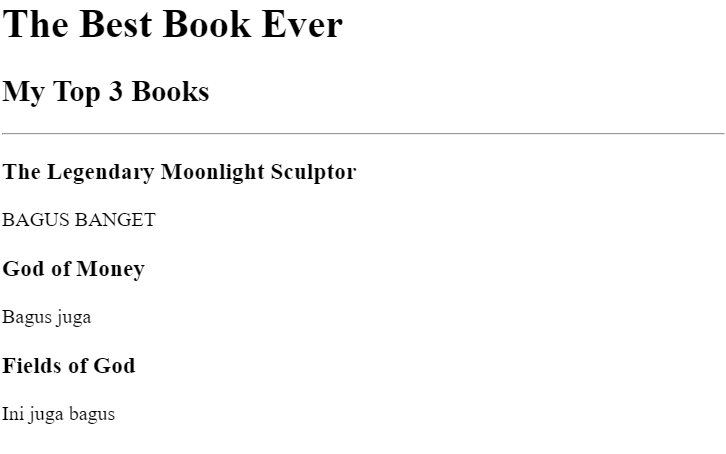 The Best Book Ever
My Top 3 Books
The Legendary Moonlight Sculptor
BAGUS BANGET
God of Money
Bagus juga
Fields of God
Ini juga bagus